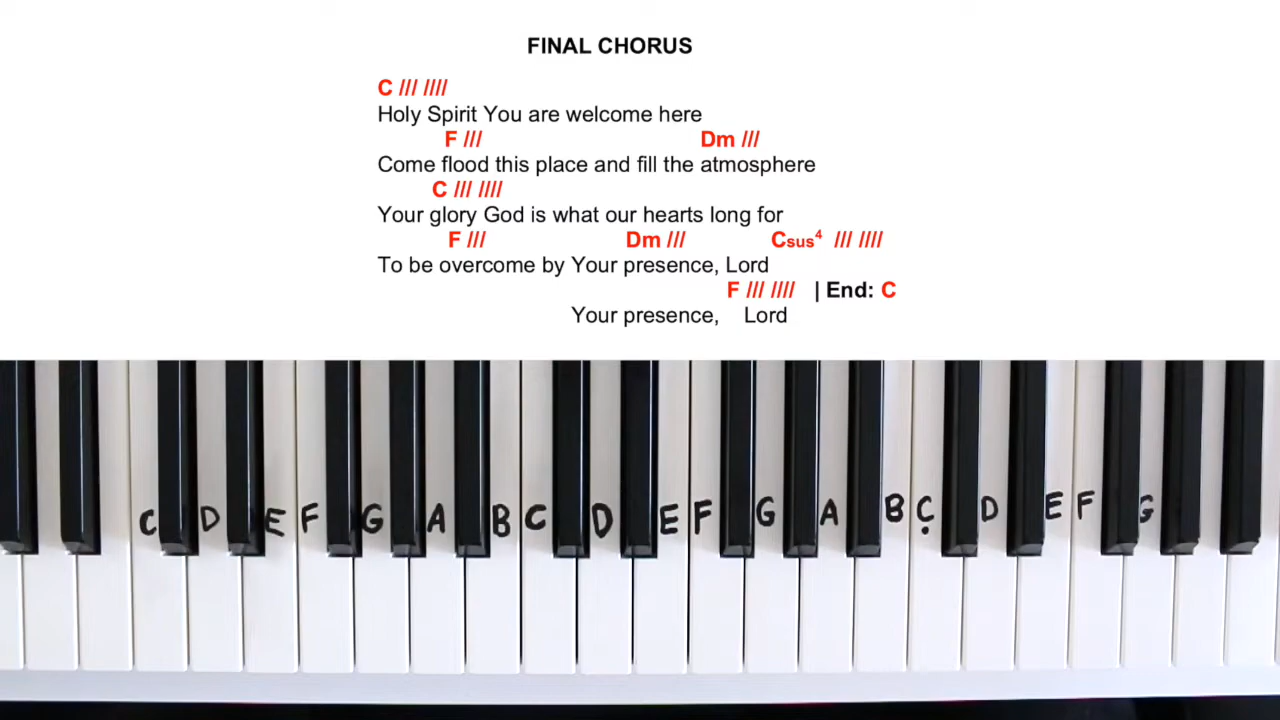 FINAL CHORUS
C /// ////
Holy Spirit You are welcome here
F /// Dm ///
Come flood this place and fill the atmosphere
C /// ////
Your glory God is what our hearts long for
F /// Dm /// Csus4 /// ////
To be overcome by Your presence, Lord
F /// //// | End: C
Your presence, Lord
C D E F G A B C D E F G A B C D E F G